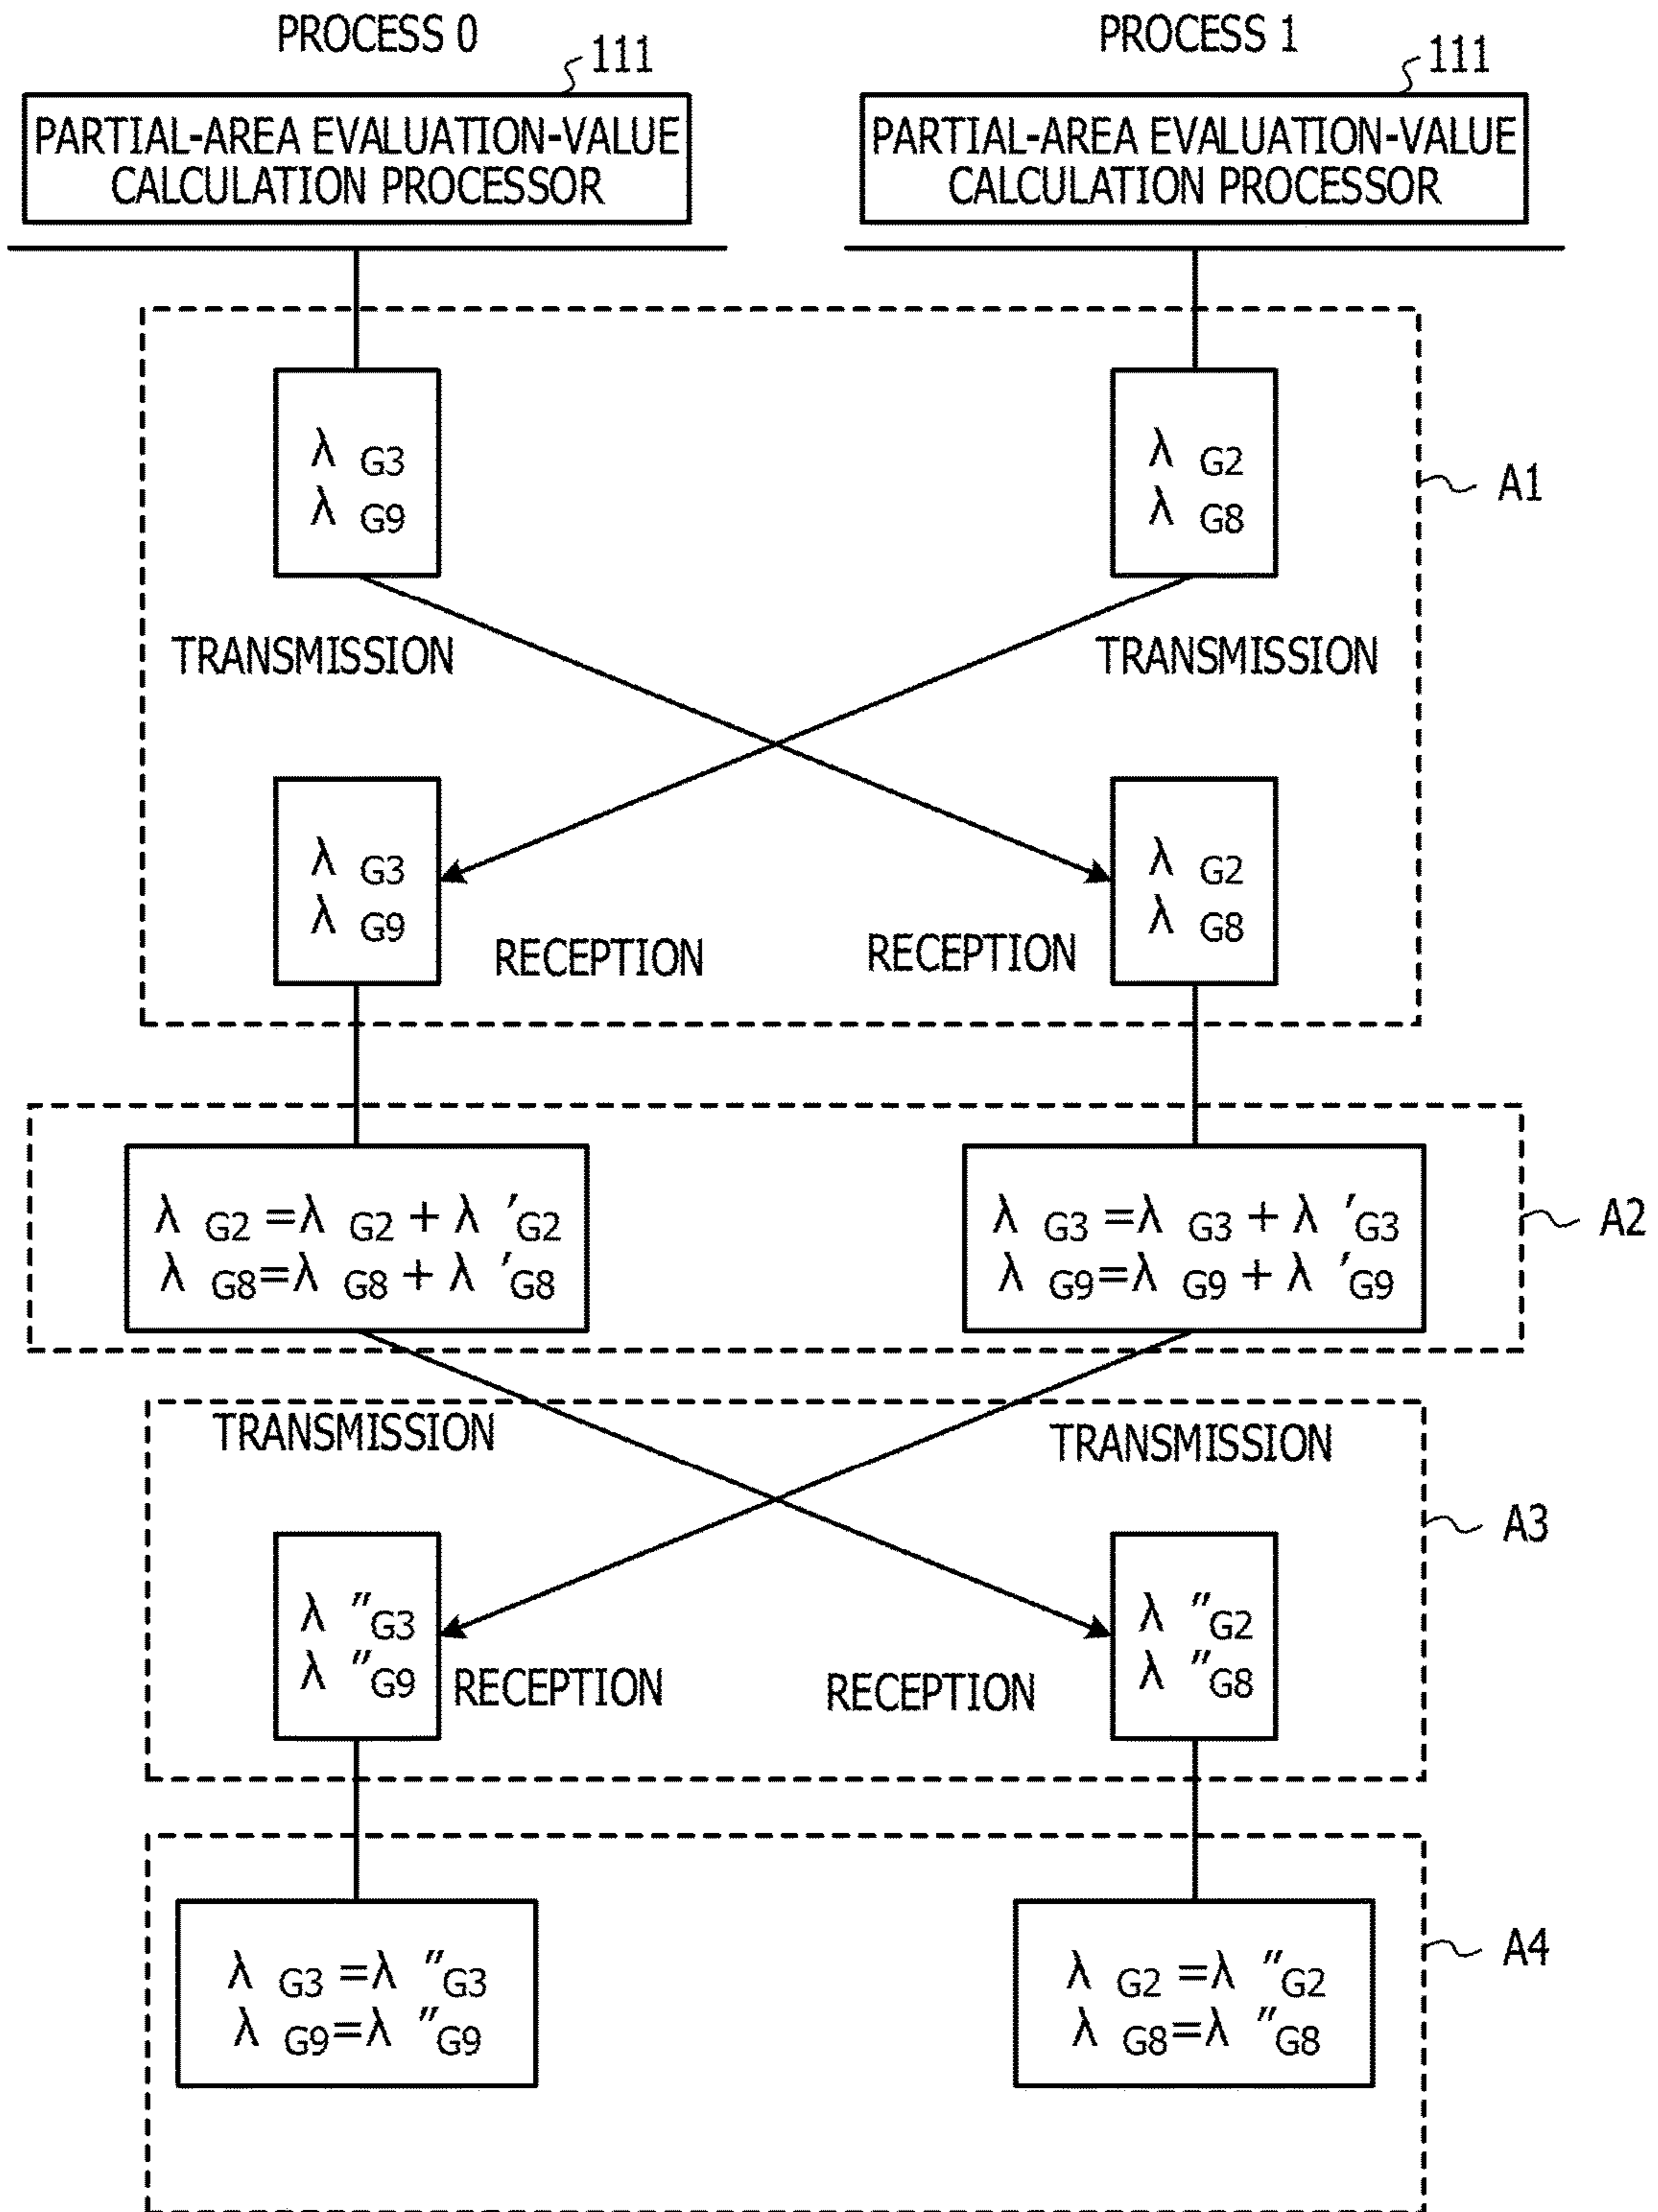 PROCESS 0
PROCESS 1
111
111
PARTIAL-AREA EVALUATION-VALUE
CALCULATION PROCESSOR
PARTIAL-AREA EVALUATION-VALUE
CALCULATION PROCESSOR
λ G3
λ G9
λ G2
λ G8
A1
TRANSMISSION
TRANSMISSION
λ G3
λ G9
λ G2
λ G8
RECEPTION
RECEPTION
λ G2 =λ G2 + λ ′G2
λ G8=λ G8 + λ ′G8
λ G3 =λ G3 + λ ′G3
λ G9=λ G9 + λ ′G9
A2
TRANSMISSION
TRANSMISSION
A3
λ ″G3
λ ″G9
λ ″G2
λ ″G8
RECEPTION
RECEPTION
λ G3 =λ ″G3
λ G9=λ ″G9
λ G2 =λ ″G2
λ G8=λ ″G8
A4